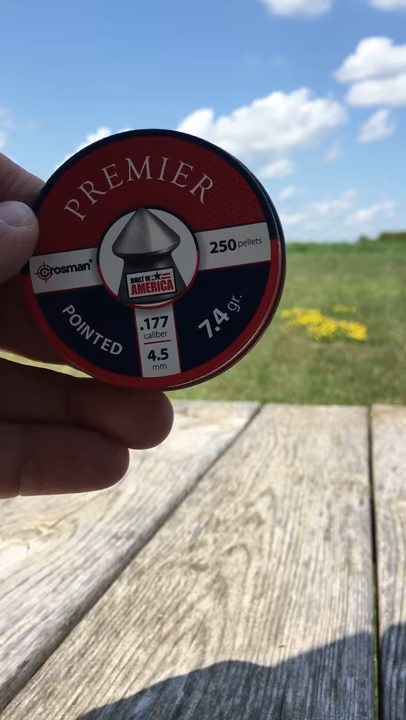 PREMIER
crosman®
250 pellets
BUILT IN
AMERICA
POINTED
.177
caliber
4.5
mm
7.4 gr.